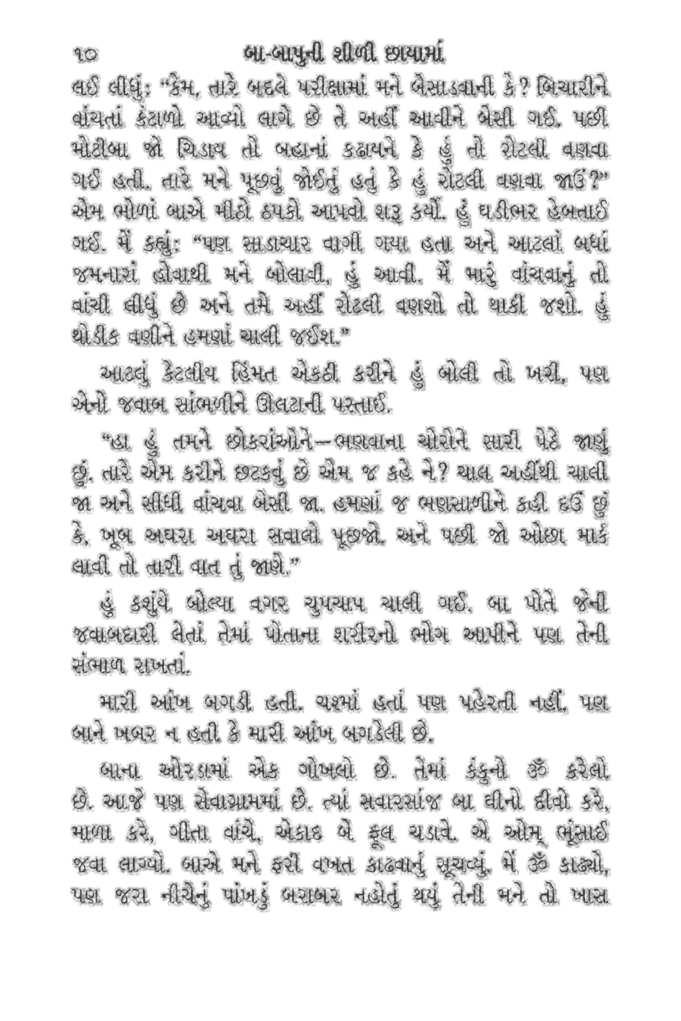 ૧૦ બા-બાપુની શીળી છાયામાં
લઈ લીધું: “કેમ, તારે બદલે પરીક્ષામાં મને બેસાડવાની કે? બિચારીને
વાંચતાં કંટાળો આવ્યો લાગે છે તે અહીં આવીને બેસી ગઈ. પછી
મોટીબા જો ચિડાય તો બહાનાં કઢાયને કે હું તો રોટલી વણવા
ગઈ હતી. તારે મને પૂછવું જોઈતું હતું કે હું રોટલી વણવા જાઉં?”
એમ ભોળાં બાએ મીઠો ઠપકો આપવો શરૂ કર્યો. હું ઘડીભર હેબતાઈ
ગઈ. મેં કહ્યું: “પણ સાડાચાર વાગી ગયા હતા અને આટલાં બધાં
જમનારાં હોવાથી મને બોલાવી, હું આવી. મેં મારું વાંચવાનું તો
વાંચી લીધું છે અને તમે અહીં રોટલી વણશો તો થાકી જશો. હું
થોડીક વણીને હમણાં ચાલી જઈશ.”
આટલું કેટલીય હિંમત એકઠી કરીને હું બોલી તો ખરી, પણ
એનો જવાબ સાંભળીને ઊલટાની પસ્તાઈ.
“હા હું તમને છોકરાંઓને—ભણવાના ચોરીને સારી પેઠે જાણું
છું. તારે એમ કરીને છટકવું છે એમ જ કહે ને? ચાલ અહીંથી ચાલી
જા અને સીધી વાંચવા બેસી જા. હમણાં જ ભણસાળીને કહી દઉં છું
કે, ખૂબ અઘરા અઘરા સવાલો પૂછજો. અને પછી જો ઓછા માર્ક
લાવી તો તારી વાત તું જાણે.”
હું કશુંયે બોલ્યા વગર ચુપચાપ ચાલી ગઈ. બા પોતે જેની
જવાબદારી લેતાં તેમાં પોતાના શરીરનો ભોગ આપીને પણ તેની
સંભાળ રાખતાં.
મારી આંખ બગડી હતી. ચશ્માં હતાં પણ પહેરતી નહીં. પણ
બાને ખબર ન હતી કે મારી આંખ બગડેલી છે.
બાના ઓરડામાં એક ગોખલો છે. તેમાં કંકુનો ૐ કરેલો
છે. આજે પણ સેવાગ્રામમાં છે. ત્યાં સવારસાંજ બા ઘીનો દીવો કરે,
માળા કરે, ગીતા વાંચે, એકાદ બે ફૂલ ચડાવે. એ ઓમ્ ભૂંસાઈ
જવા લાગ્યો. બાએ મને ફરી વખત કાઢવાનું સૂચવ્યું. મેં ૐ કાઢ્યો,
પણ જરા નીચેનું પાંખડું બરાબર નહોતું થયું તેની મને તો ખાસ